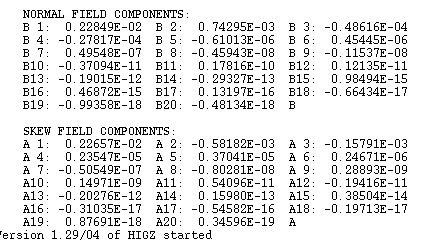 NORMAL FIELD COMPONENTS:
B 1: 0.22849E-02 B 2: 0.74295E-03 B 3: -0.48616E-04
B 4: -0.27817E-04 B 5: -0.61013E-06 B 6: 0.45445E-06
B 7: 0.49548E-07 B 8: -0.45943E-08 B 9: -0.11537E-08
B10: -0.37094E-11 B11: 0.17816E-10 B12: 0.12135E-11
B13: -0.19015E-12 B14: -0.29327E-13 B15: 0.98494E-15
B16: 0.46872E-15 B17: 0.13197E-16 B18: -0.66434E-17
B19: -0.99358E-18 B20: -0.48134E-18 B
SKEW FIELD COMPONENTS:
A 1: 0.22657E-02 A 2: -0.58182E-03 A 3: -0.15791E-03
A 4: 0.23547E-05 A 5: 0.37041E-05 A 6: 0.24671E-06
A 7: -0.50549E-07 A 8: -0.80281E-08 A 9: 0.28893E-09
A10: 0.14971E-09 A11: 0.54096E-11 A12: -0.19416E-11
A13: -0.20276E-12 A14: 0.15980E-13 A15: 0.38504E-14
A16: -0.31035E-17 A17: -0.54582E-16 A18: -0.19713E-17
A19: 0.87691E-18 A20: 0.34596E-19 A
Version 1.29/04 of HIGZ started